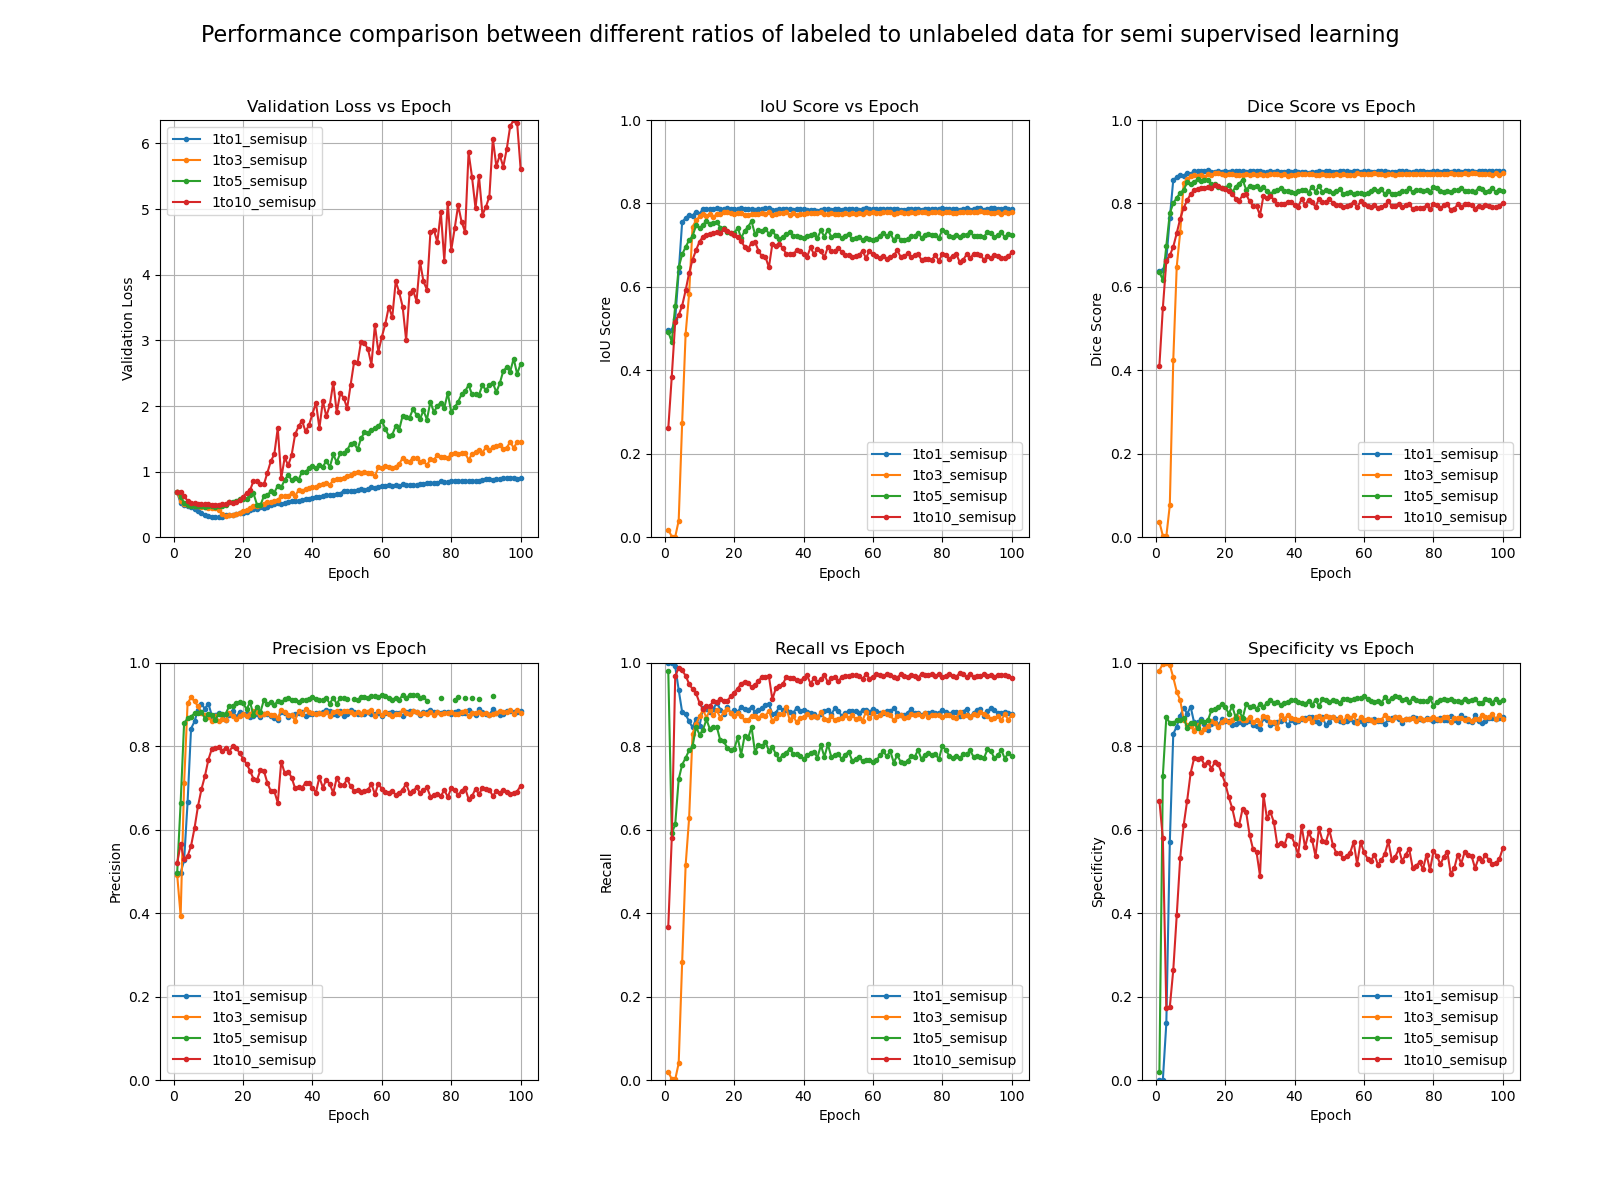 Performance comparison between different ratios of labeled to unlabeled data for semi supervised learning
Validation Loss vs Epoch
6
5
4
3
2
1
0
Validation Loss
1to1_semisup
1to3_semisup
1to5_semisup
1to10_semisup
0 20 40 60 80 100
Epoch
IoU Score vs Epoch
1.0
0.8
0.6
0.4
0.2
0.0
IoU Score
1to1_semisup
1to3_semisup
1to5_semisup
1to10_semisup
0 20 40 60 80 100
Epoch
Dice Score vs Epoch
1.0
0.8
0.6
0.4
0.2
0.0
Dice Score
1to1_semisup
1to3_semisup
1to5_semisup
1to10_semisup
0 20 40 60 80 100
Epoch
Precision vs Epoch
1.0
0.8
0.6
0.4
0.2
0.0
Precision
1to1_semisup
1to3_semisup
1to5_semisup
1to10_semisup
0 20 40 60 80 100
Epoch
Recall vs Epoch
1.0
0.8
0.6
0.4
0.2
0.0
Recall
1to1_semisup
1to3_semisup
1to5_semisup
1to10_semisup
0 20 40 60 80 100
Epoch
Specificity vs Epoch
1.0
0.8
0.6
0.4
0.2
0.0
Specificity
1to1_semisup
1to3_semisup
1to5_semisup
1to10_semisup
0 20 40 60 80 100
Epoch